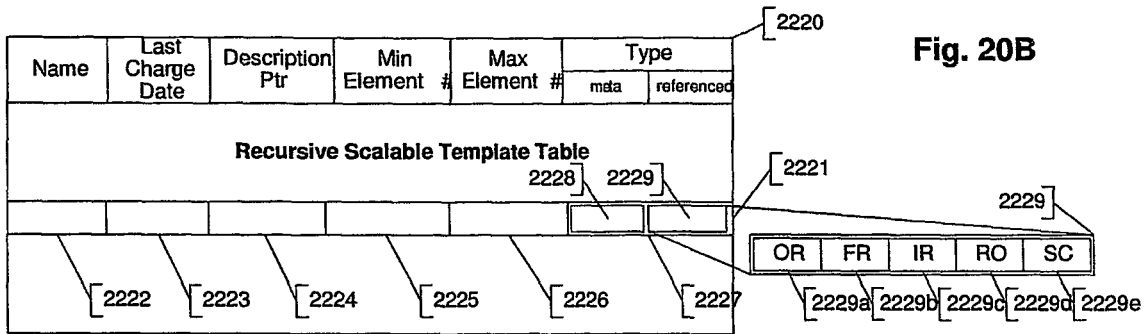 2220
Fig. 20B
Name
Last Charge Date
Description Ptr
Min Element #
Max Element #
Type
meta
referenced
Recursive Scalable Template Table
2228
2229
2221
2229
OR FR IR RO SC
2222 2223 2224 2225 2226 2227
2229a 2229b 2229c 2229d 2229e